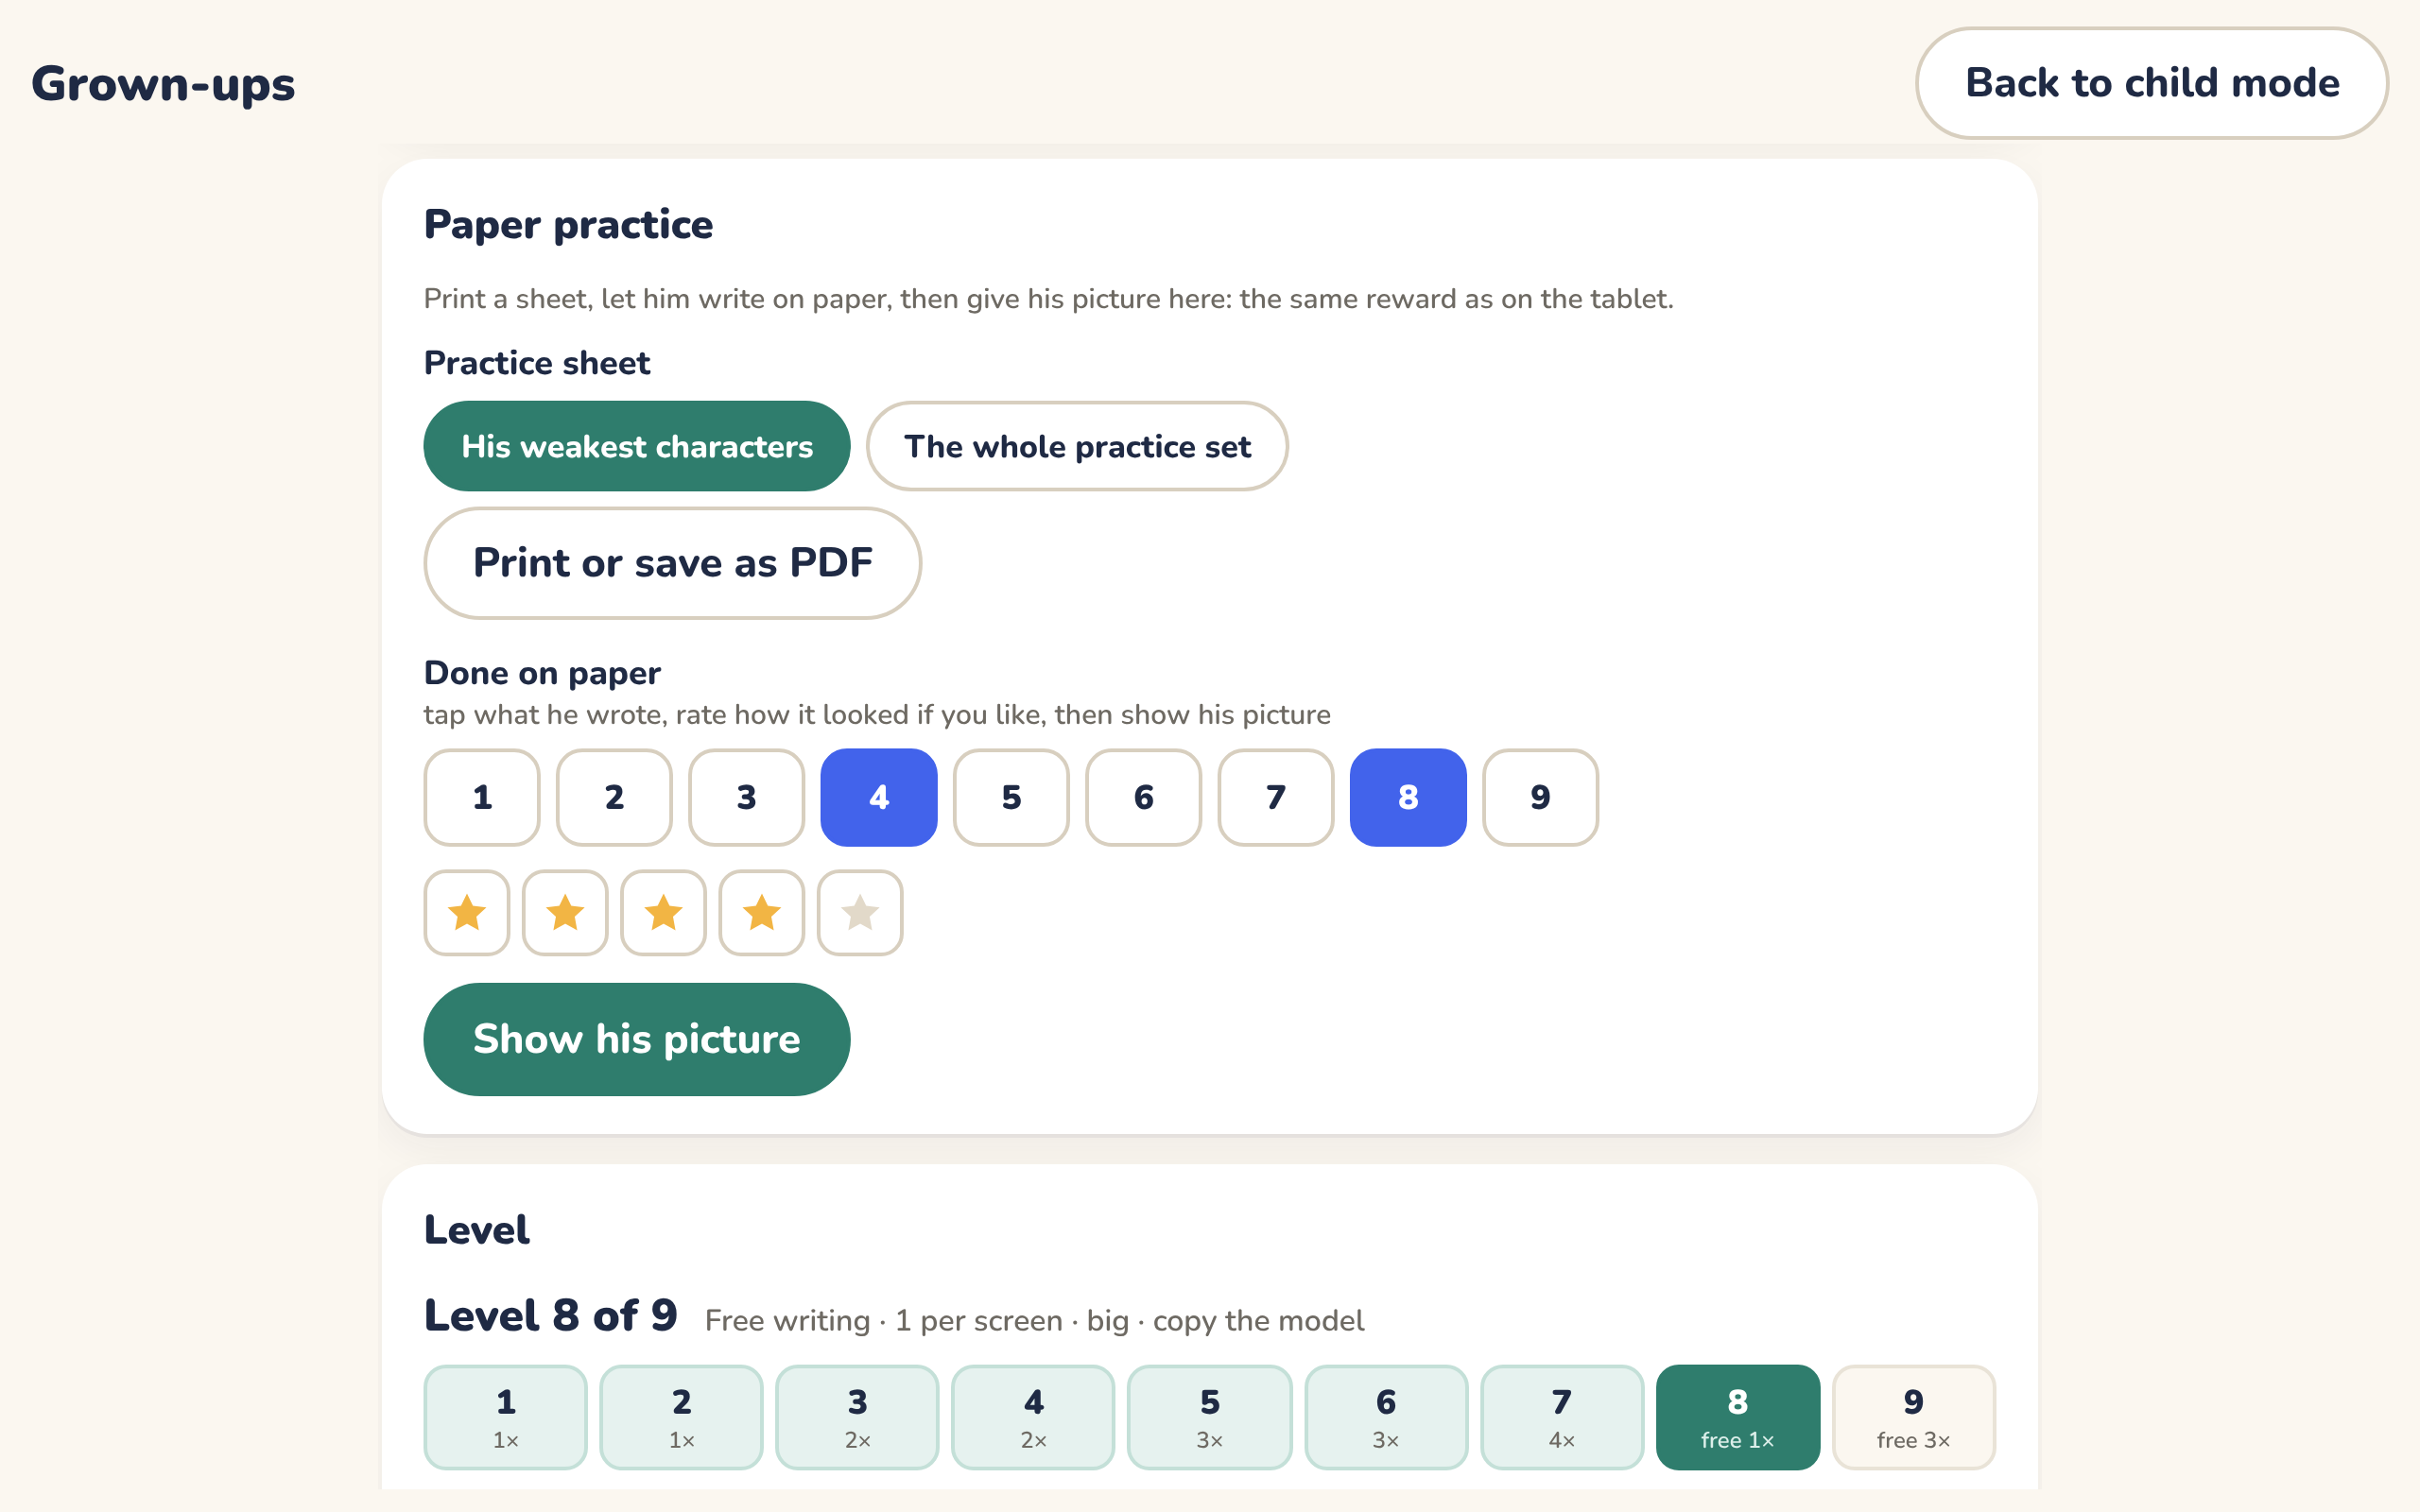 Grown-ups
Back to child mode
Paper practice
Print a sheet, let him write on paper, then give his picture here: the same reward as on the tablet.
Practice sheet
His weakest characters
The whole practice set
Print or save as PDF
Done on paper
tap what he wrote, rate how it looked if you like, then show his picture
1 2 3 4 5 6 7 8 9
Show his picture
Level
Level 8 of 9 Free writing · 1 per screen · big · copy the model
1 2 3 4 5 6 7 8 9
1× 1× 2× 2× 3× 3× 4× free 1× free 3×